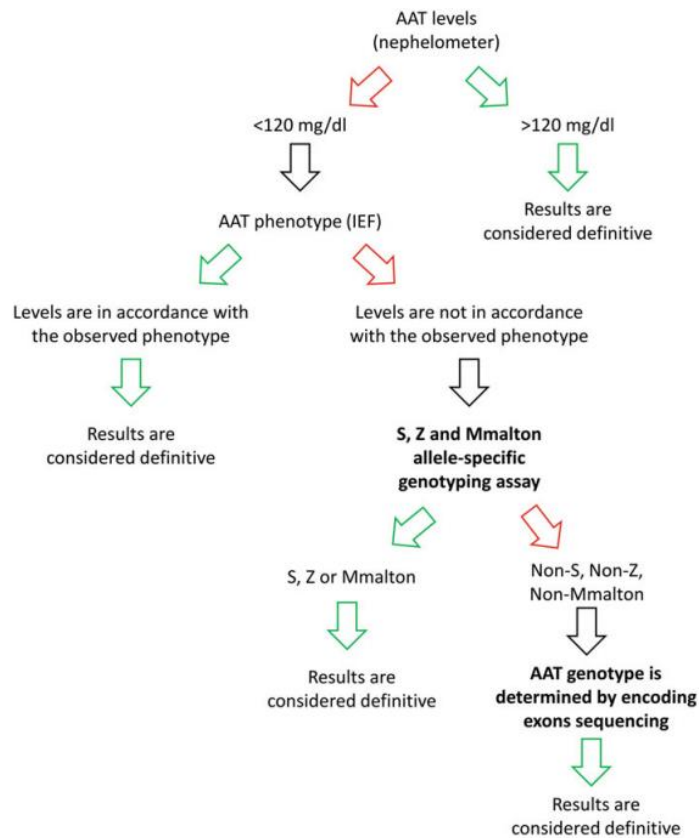 AAT levels
(nephelometer)
<120 mg/dl
>120 mg/dl
AAT phenotype (IEF)
Results are
considered definitive
Levels are in accordance with
the observed phenotype
Levels are not in accordance
with the observed phenotype
Results are
considered definitive
S, Z and Mmalton
allele-specific
genotyping assay
S, Z or Mmalton
Non-S, Non-Z,
Non-Mmalton
Results are
considered definitive
AAT genotype is
determined by encoding
exons sequencing
Results are
considered definitive